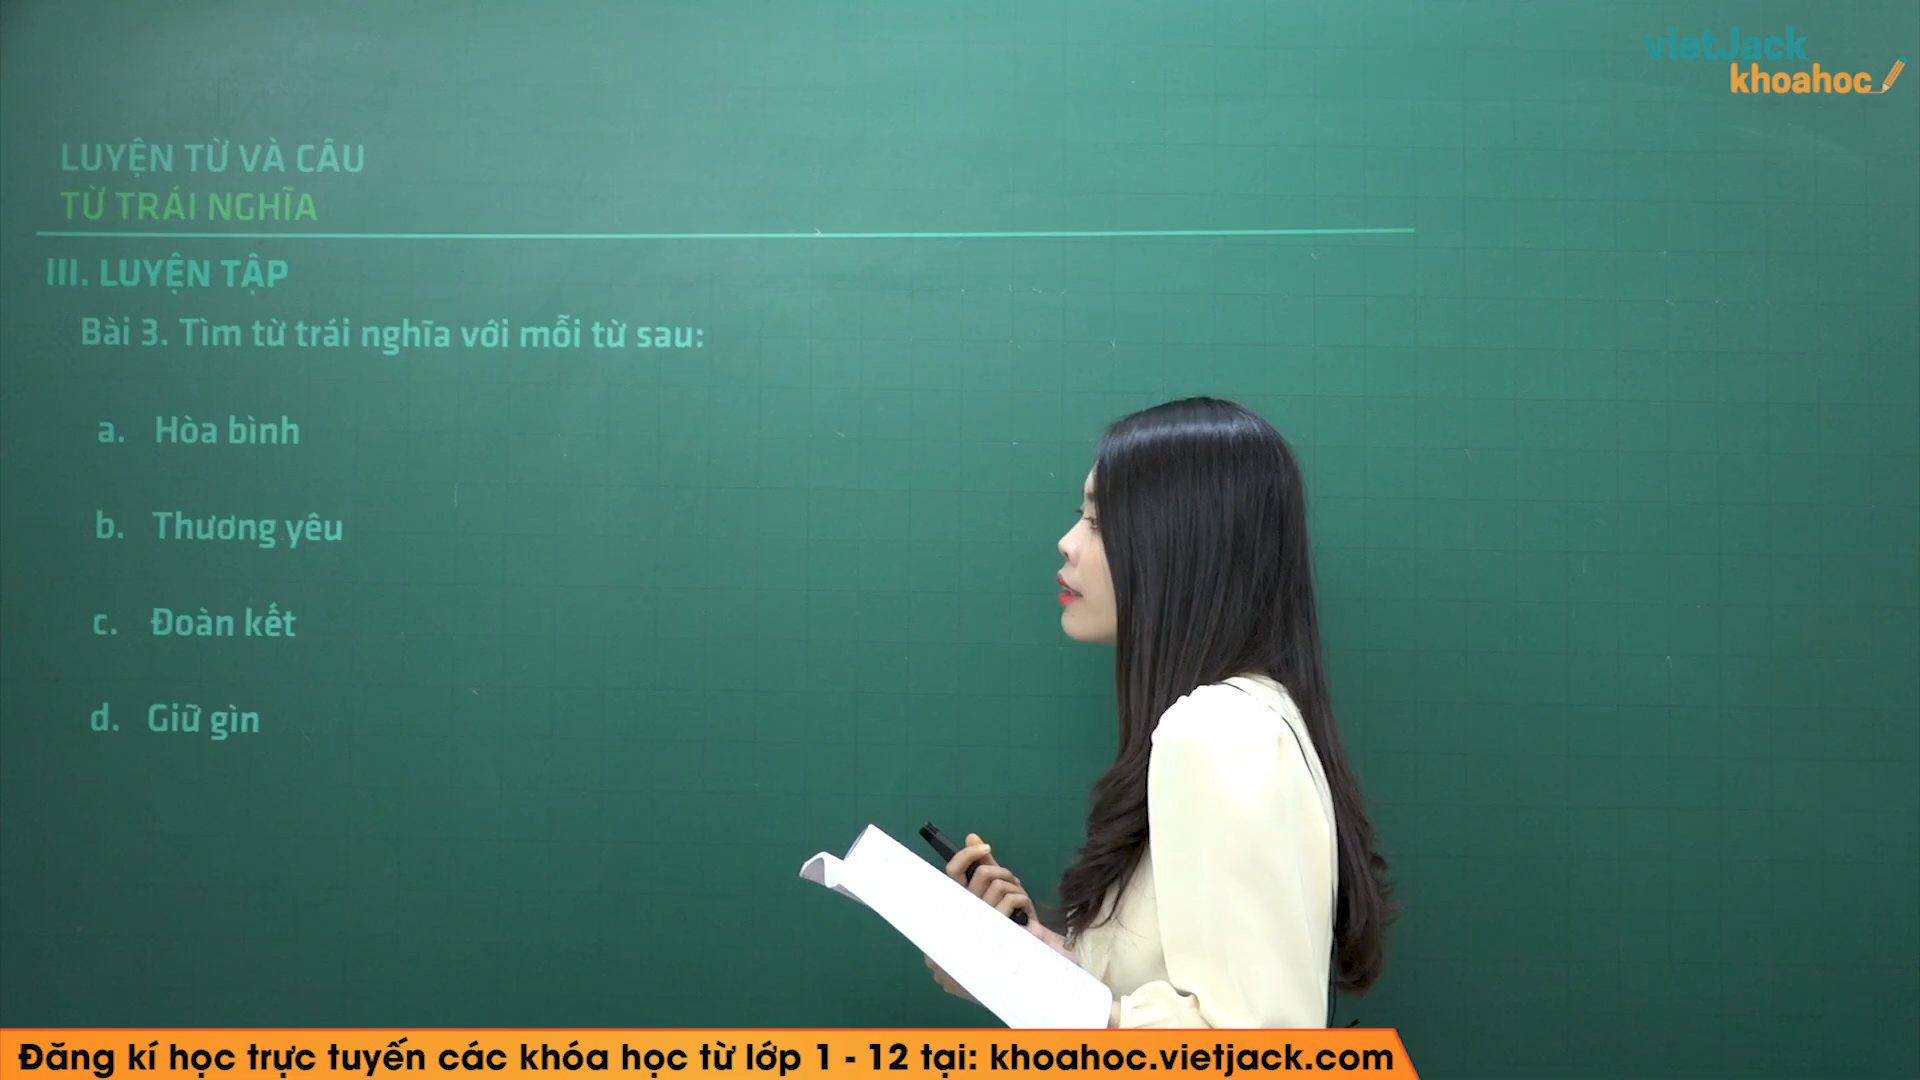 vietJack
khoahoc
LUYỆN TỪ VÀ CÂU
TỪ TRÁI NGHĨA
III. LUYỆN TẬP
Bài 3. Tìm từ trái nghĩa với mỗi từ sau:
a. Hòa bình
b. Thương yêu
c. Đoàn kết
d. Giữ gìn
Đăng kí học trực tuyến các khóa học từ lớp 1 - 12 tại: khoahoc.vietjack.com